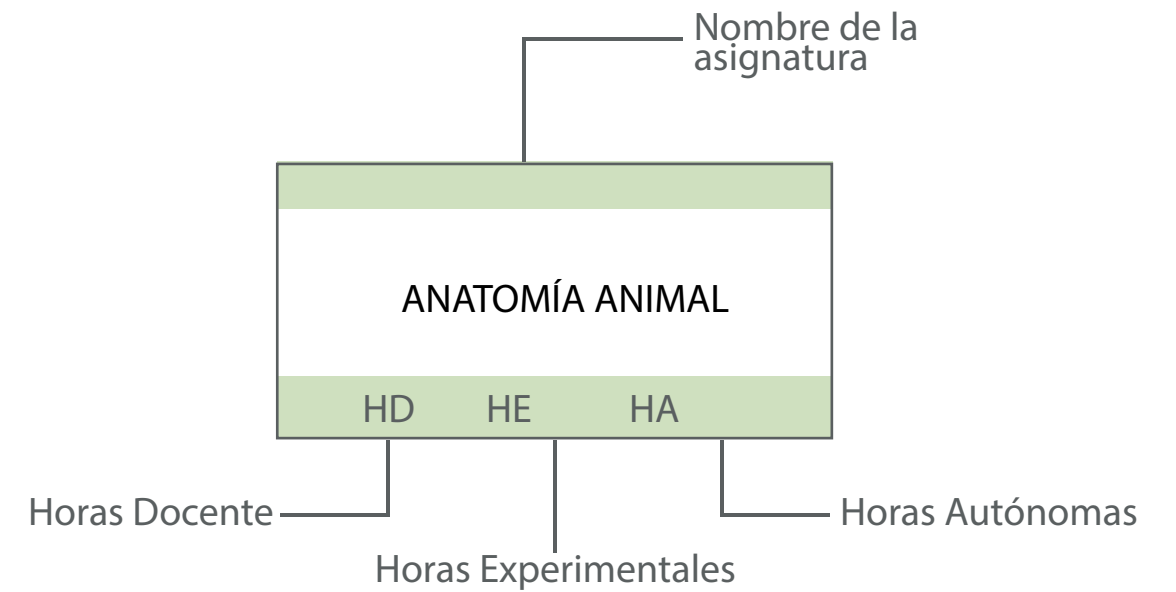 Nombre de la
asignatura
ANATOMÍA ANIMAL
HD HE HA
Horas Docente
Horas Autónomas
Horas Experimentales